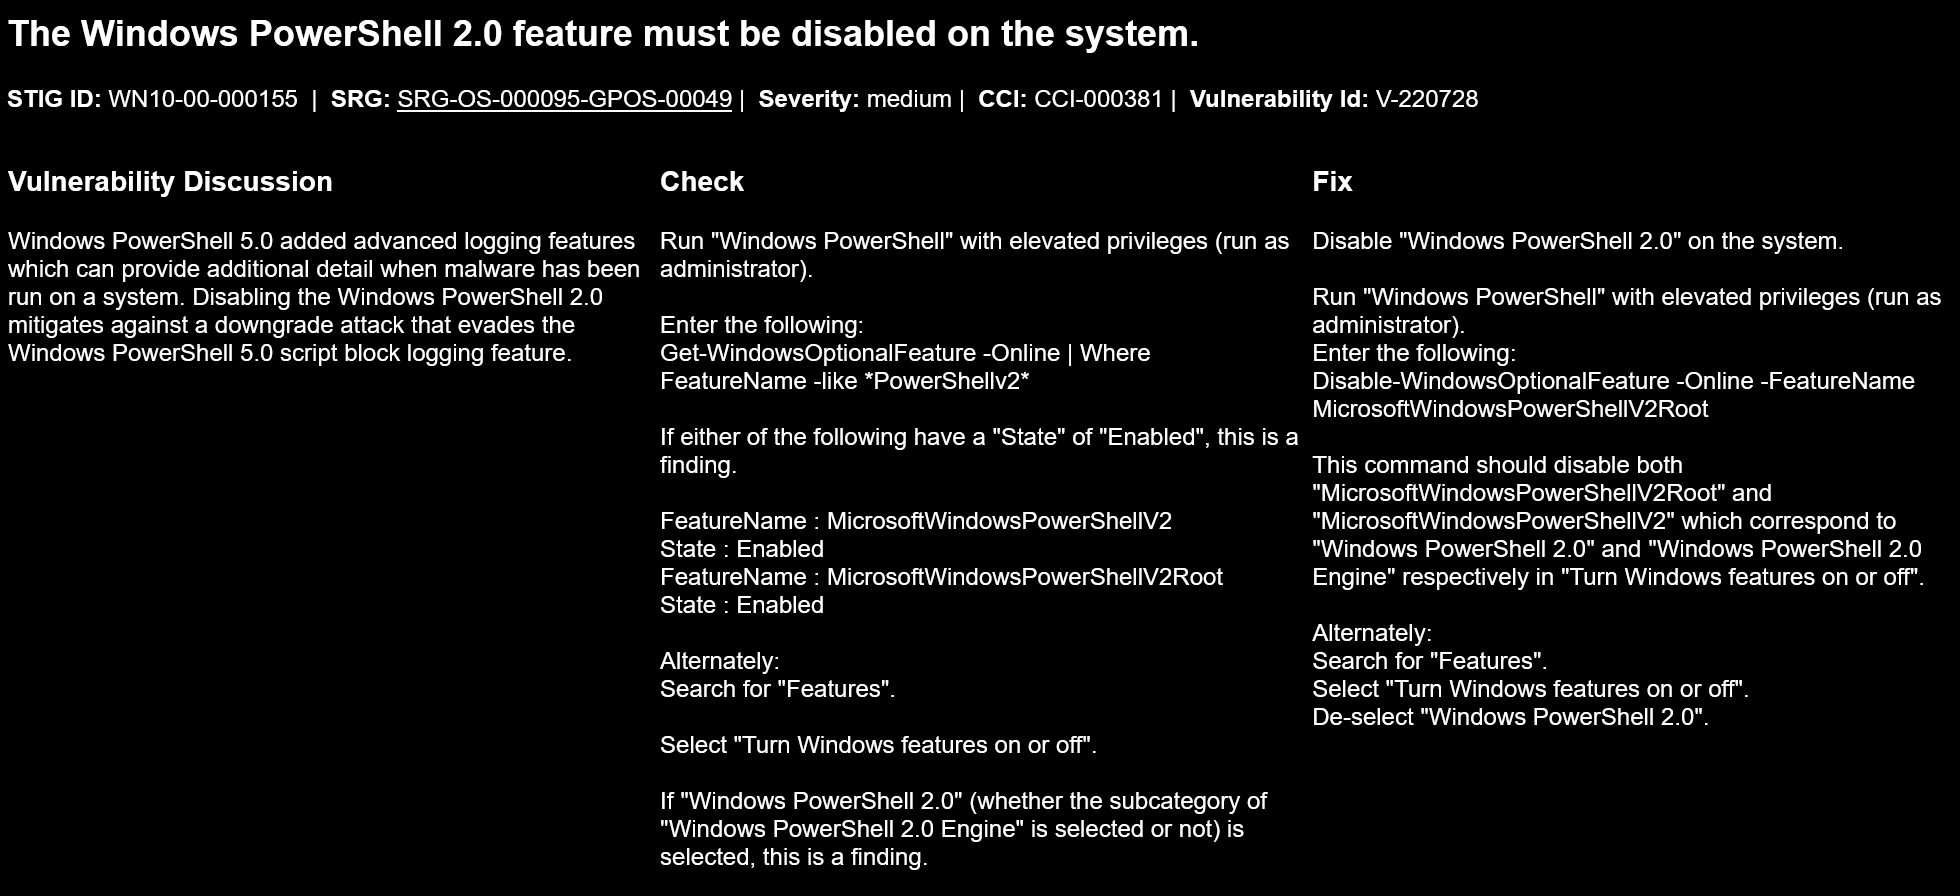 The Windows PowerShell 2.0 feature must be disabled on the system.
STIG ID: WN10-00-000155 | SRG: SRG-OS-000095-GPOS-00049 | Severity: medium | CCI: CCI-000381 | Vulnerability Id: V-220728
Vulnerability Discussion
Windows PowerShell 5.0 added advanced logging features
which can provide additional detail when malware has been
run on a system. Disabling the Windows PowerShell 2.0
mitigates against a downgrade attack that evades the
Windows PowerShell 5.0 script block logging feature.
Check
Run "Windows PowerShell" with elevated privileges (run as
administrator).
Enter the following:
Get-WindowsOptionalFeature -Online | Where
FeatureName -like *PowerShellv2*
If either of the following have a "State" of "Enabled", this is a
finding.
FeatureName : MicrosoftWindowsPowerShellV2
State : Enabled
FeatureName : MicrosoftWindowsPowerShellV2Root
State : Enabled
Alternately:
Search for "Features".
Select "Turn Windows features on or off".
If "Windows PowerShell 2.0" (whether the subcategory of
"Windows PowerShell 2.0 Engine" is selected or not) is
selected, this is a finding.
Fix
Disable "Windows PowerShell 2.0" on the system.
Run "Windows PowerShell" with elevated privileges (run as
administrator).
Enter the following:
Disable-WindowsOptionalFeature -Online -FeatureName
MicrosoftWindowsPowerShellV2Root
This command should disable both
"MicrosoftWindowsPowerShellV2Root" and
"MicrosoftWindowsPowerShellV2" which correspond to
"Windows PowerShell 2.0" and "Windows PowerShell 2.0
Engine" respectively in "Turn Windows features on or off".
Alternately:
Search for "Features".
Select "Turn Windows features on or off".
De-select "Windows PowerShell 2.0".